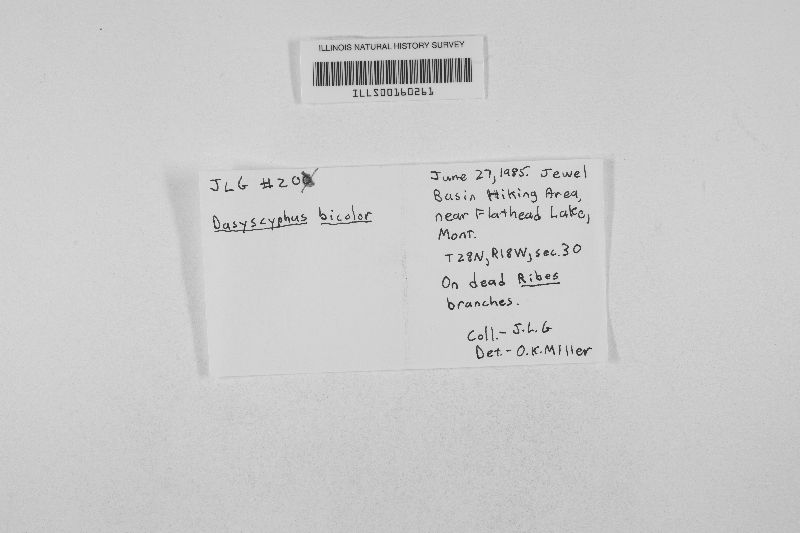 ILLINOIS NATURAL HISTORY SURVEY
ILLS00160261
JLG #20
Dasyscyphus bicolor
June 27, 1985. Jewel
Basin Hiking Area,
near Flathead Lake,
Mont.
T28N, R18W, sec. 30
On dead Ribes
branches.
Coll.- J.L.G
Det.- O.K. Miller